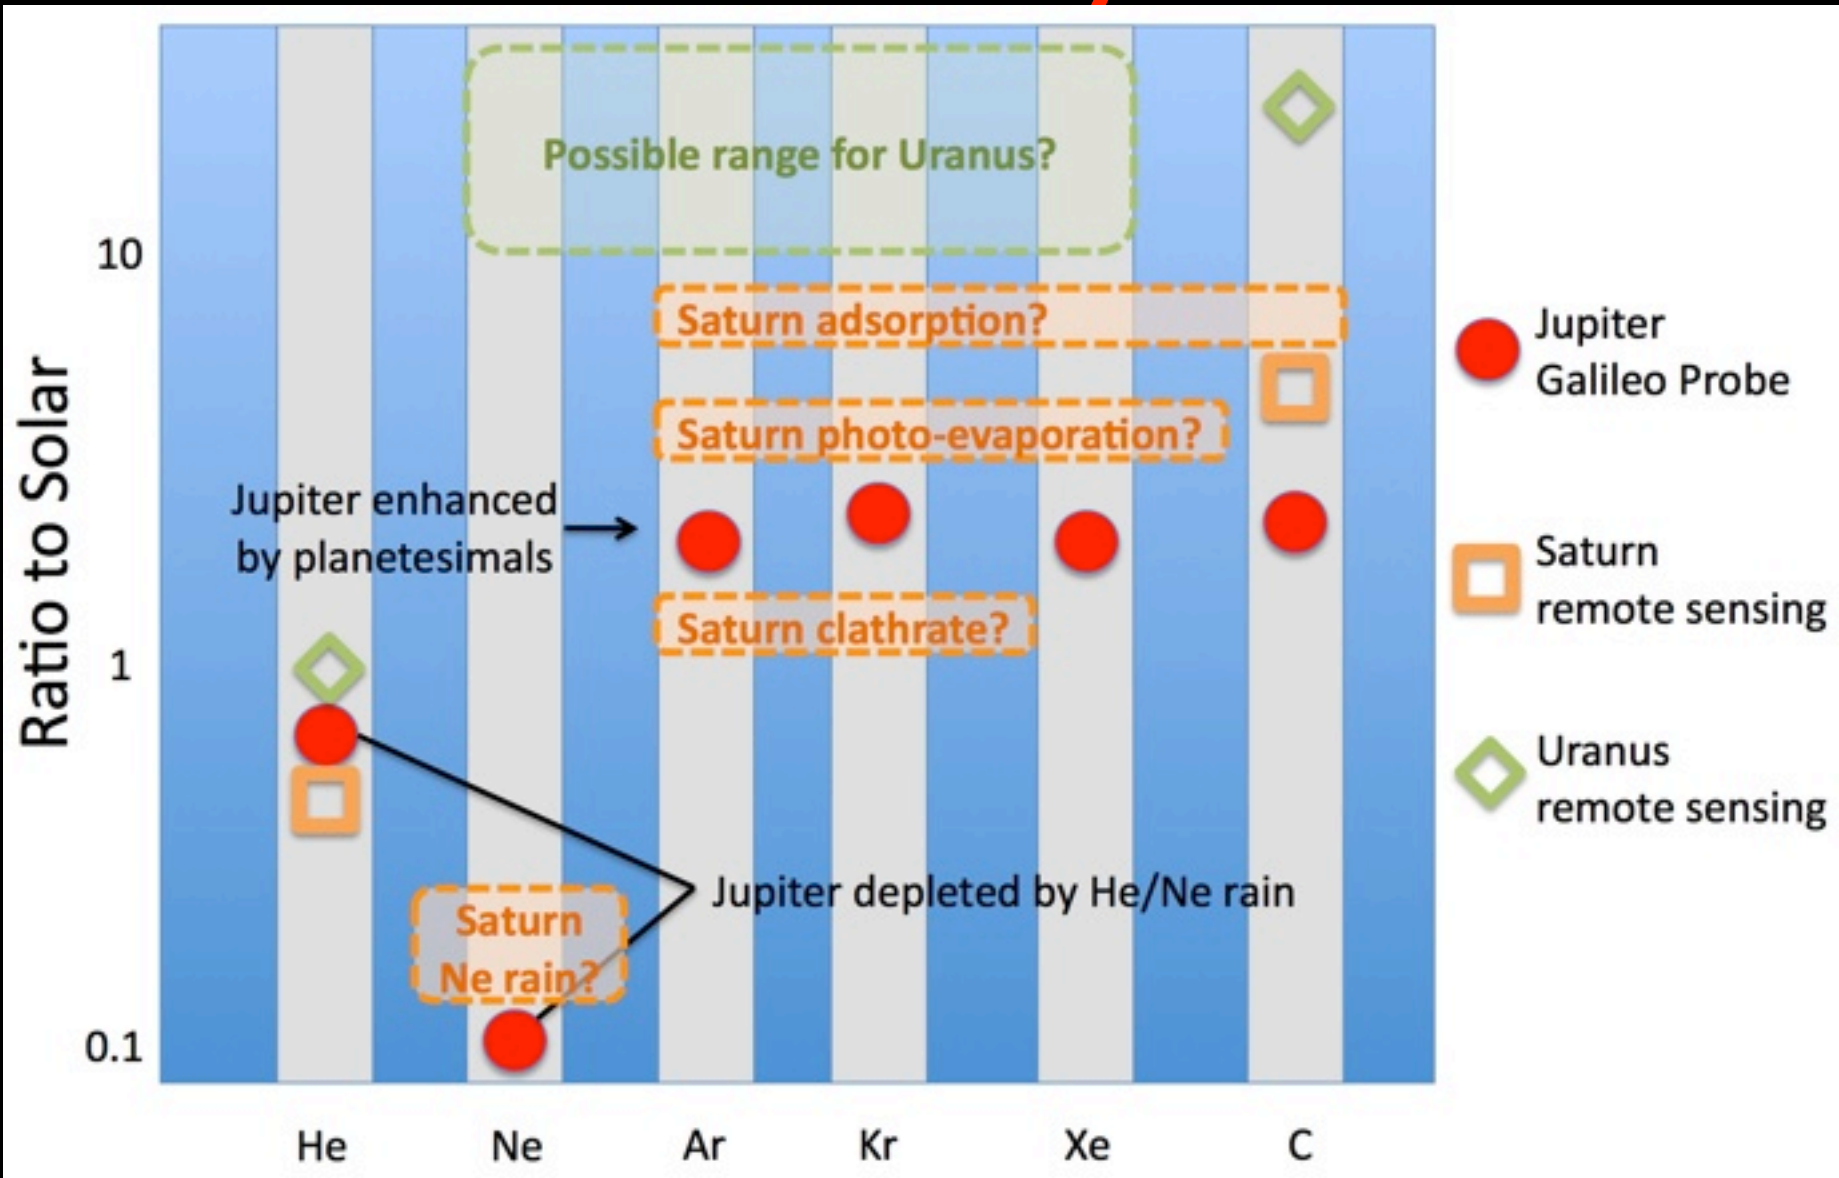 Ratio to Solar
10
1
0.1
Possible range for Uranus?
Saturn adsorption?
Saturn photo-evaporation?
Jupiter enhanced
by planetesimals
Saturn clathrate?
Jupiter depleted by He/Ne rain
Saturn
Ne rain?
He
Ne
Ar
Kr
Xe
C
Jupiter
Galileo Probe
Saturn
remote sensing
Uranus
remote sensing